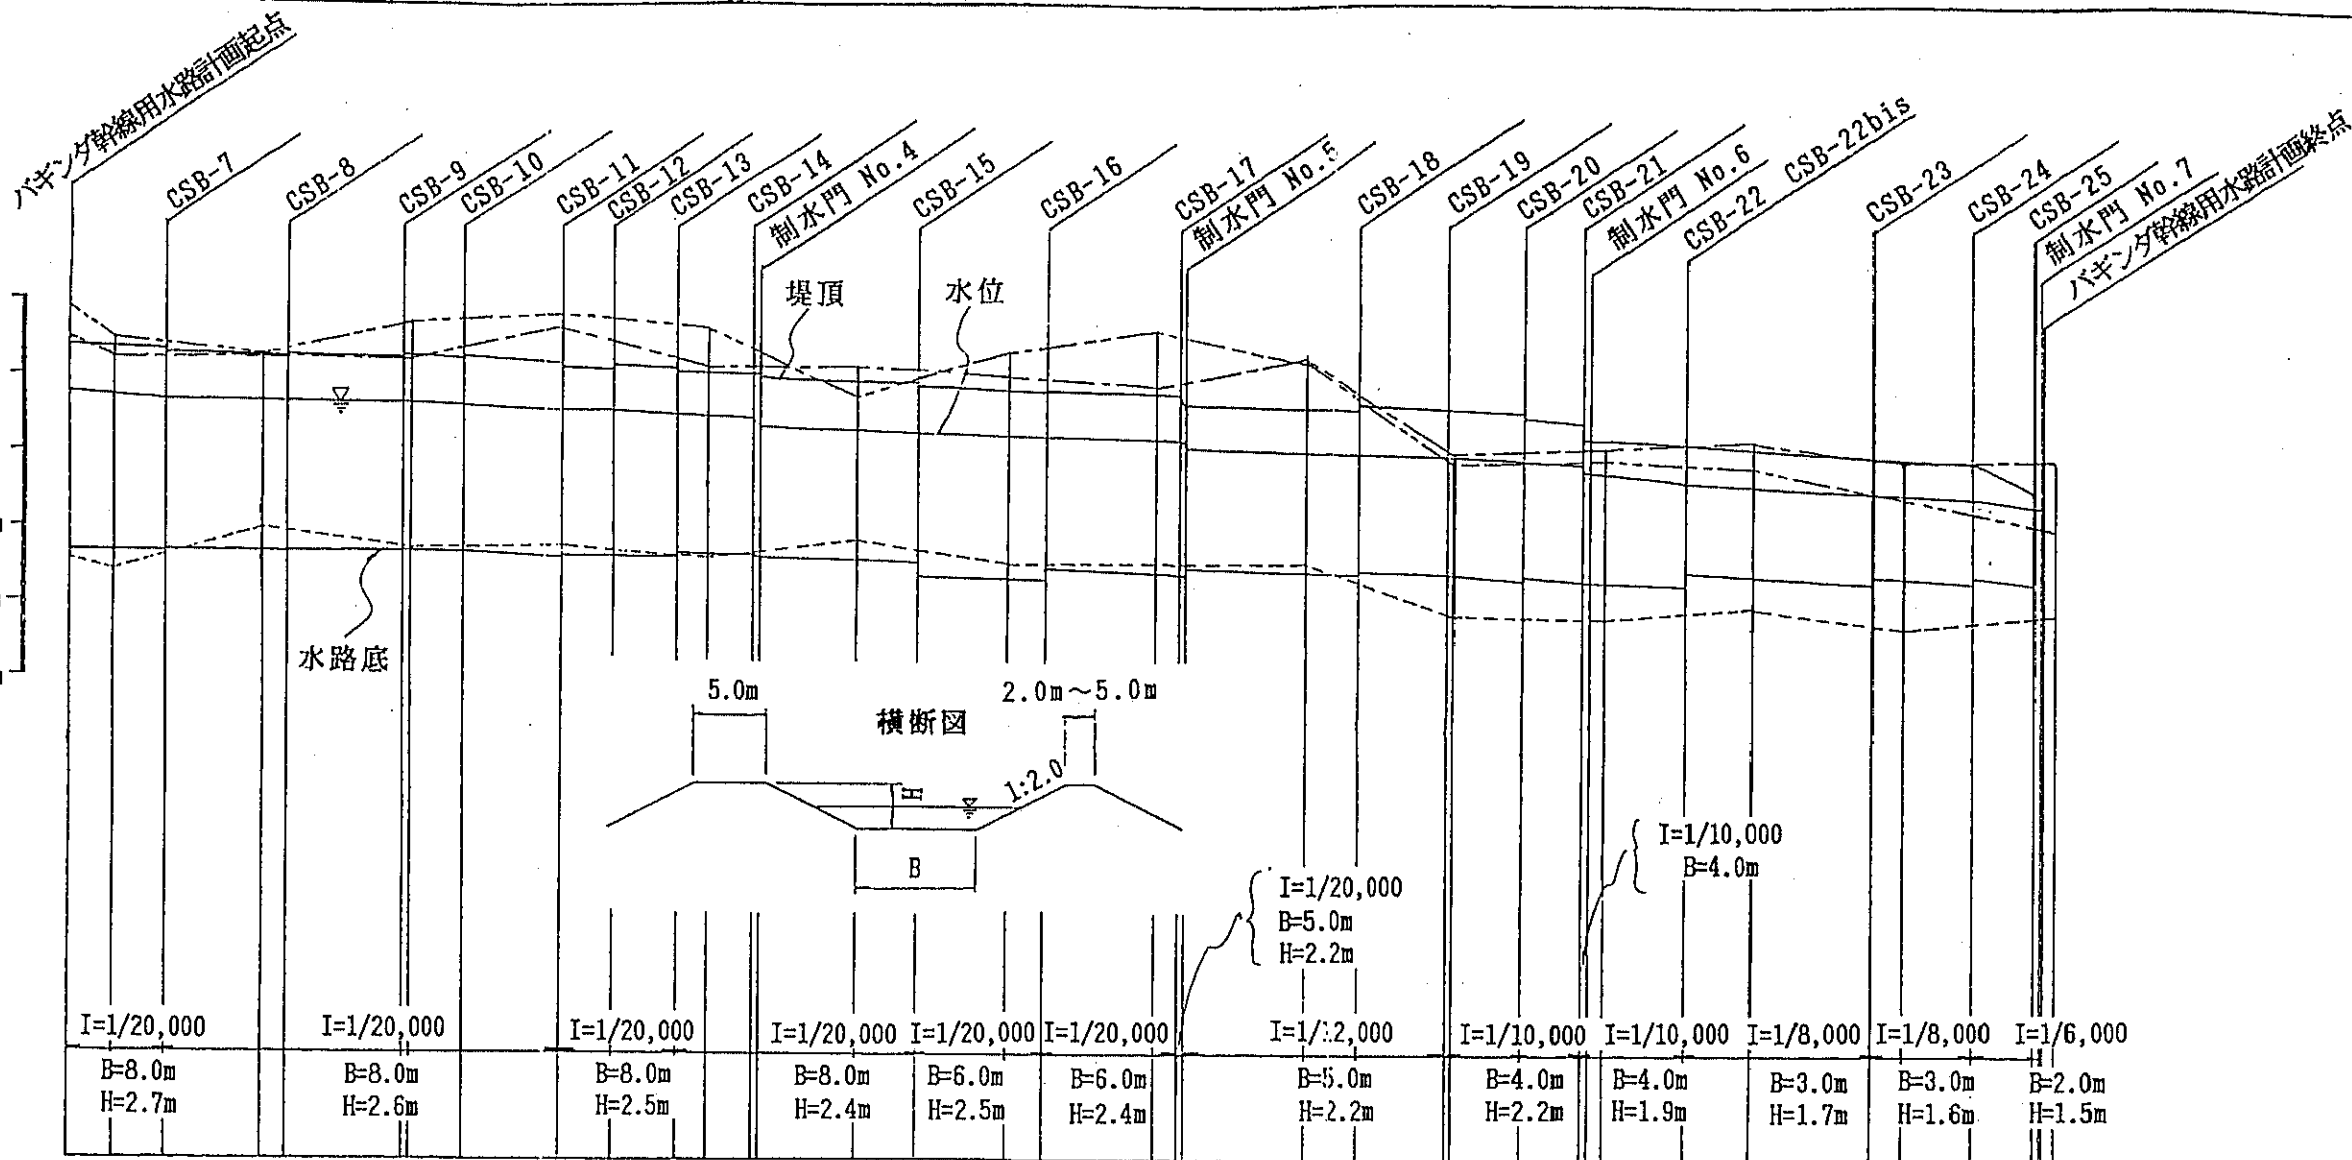 バギンダ幹線用水路計画起点
CSB-7
CSB-8
CSB-9
CSB-10
CSB-11
CSB-12
CSB-13
CSB-14
制水門 No.4
CSB-15
CSB-16
CSB-17
制水門 No.5
CSB-18
CSB-19
CSB-20
CSB-21
制水門 No.6
CSB-22 CSB-22bis
CSB-23
CSB-24
CSB-25
制水門 No.7
バギンダ幹線用水路計画終点
堤頂
水位
水路底
5.0m
2.0m～5.0m
横断図
H
1:2.0
B
I=1/20,000
B=5.0m
H=2.2m
I=1/10,000
B=4.0m
I=1/20,000
I=1/20,000
I=1/20,000
I=1/20,000
I=1/20,000
I=1/20,000
I=1/12,000
I=1/10,000
I=1/10,000
I=1/8,000
I=1/8,000
I=1/6,000
B=8.0m
H=2.7m
B=8.0m
H=2.6m
B=8.0m
H=2.5m
B=8.0m
H=2.4m
B=6.0m
H=2.5m
B=6.0m
H=2.4m
B=5.0m
H=2.2m
B=4.0m
H=2.2m
B=4.0m
H=1.9m
B=3.0m
H=1.7m
B=3.0m
H=1.6m
B=2.0m
H=1.5m